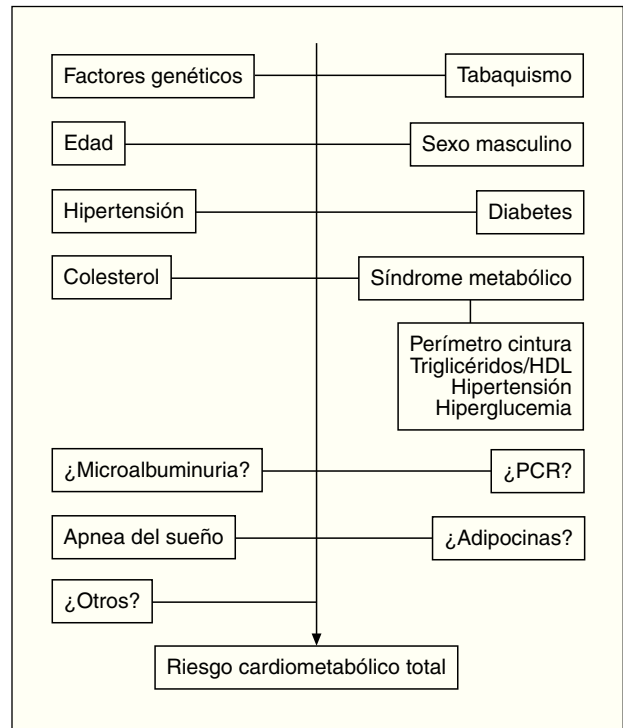 Factores genéticos
Tabaquismo
Edad
Sexo masculino
Hipertensión
Diabetes
Colesterol
Síndrome metabólico
Perímetro cintura
Triglicéridos/HDL
Hipertensión
Hiperglucemia
¿Microalbuminuria?
¿PCR?
Apnea del sueño
¿Adipocinas?
¿Otros?
Riesgo cardiometabólico total